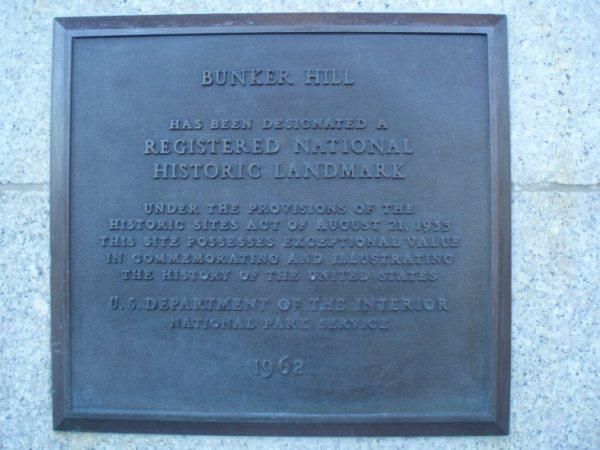 BUNKER HILL
HAS BEEN DESIGNATED A
REGISTERED NATIONAL
HISTORIC LANDMARK
UNDER THE PROVISIONS OF THE
HISTORIC SITES ACT OF AUGUST 21, 1935
THIS SITE POSSESSES EXCEPTIONAL VALUE
IN COMMEMORATING AND ILLUSTRATING
THE HISTORY OF THE UNITED STATES
U.S. DEPARTMENT OF THE INTERIOR
NATIONAL PARK SERVICE
1962